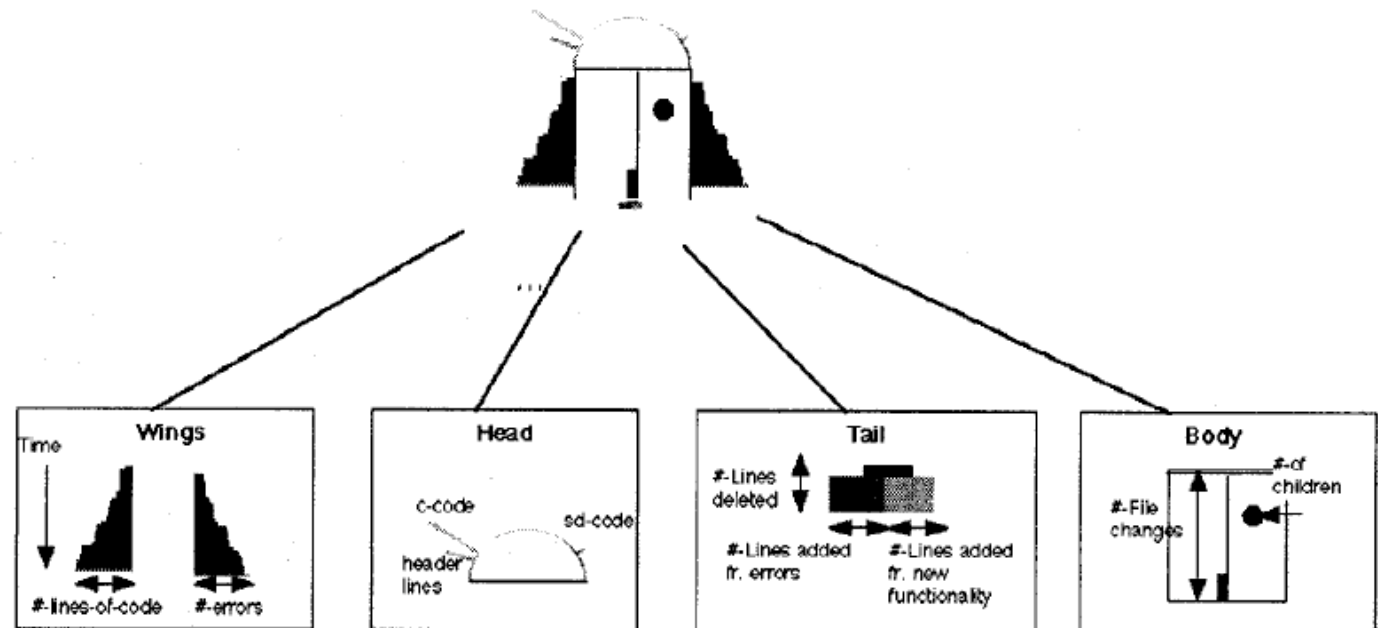 Wings
Time
#-lines-of-code
#-errors
Head
c-code
sd-code
header
lines
Tail
#-Lines
deleted
#-Lines added
fr. errors
#-Lines added
fr. new
functionality
Body
#-of
children
#-File
changes